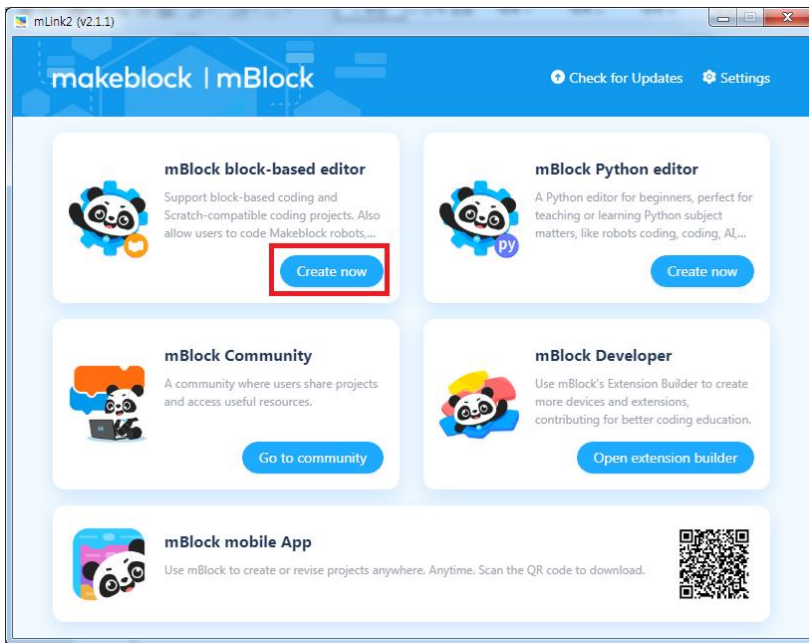 mLink2 (v2.1.1)
makeblock | mBlock
Check for Updates
Settings
mBlock block-based editor
Support block-based coding and
Scratch-compatible coding projects. Also
allow users to code Makeblock robots,...
Create now
mBlock Python editor
A Python editor for beginners, perfect for
teaching or learning Python subject
matters, like robots coding, coding, AI,...
py
Create now
mBlock Community
A community where users share projects
and access useful resources.
Go to community
mBlock Developer
Use mBlock's Extension Builder to create
more devices and extensions,
contributing for better coding education.
Open extension builder
mBlock mobile App
Use mBlock to create or revise projects anywhere. Anytime. Scan the QR code to download.